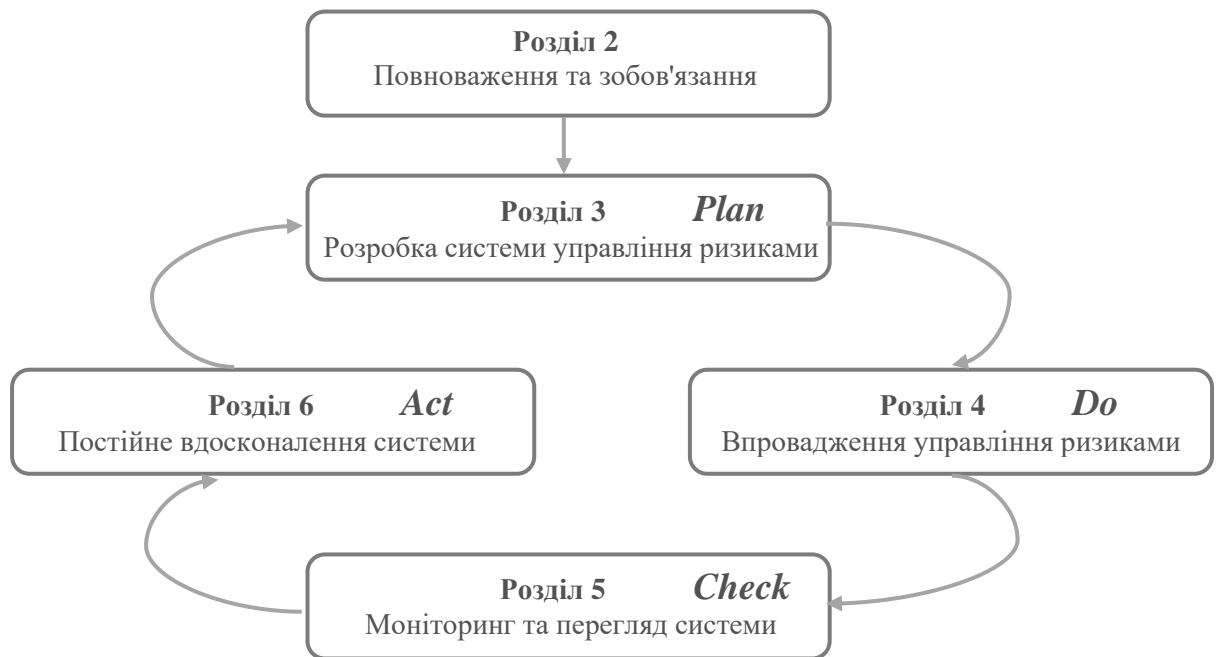 Розділ 2
Повноваження та зобов'язання
Розділ 3 Plan
Розробка системи управління ризиками
Розділ 6 Act
Постійне вдосконалення системи
Розділ 4 Do
Впровадження управління ризиками
Розділ 5 Check
Моніторинг та перегляд системи